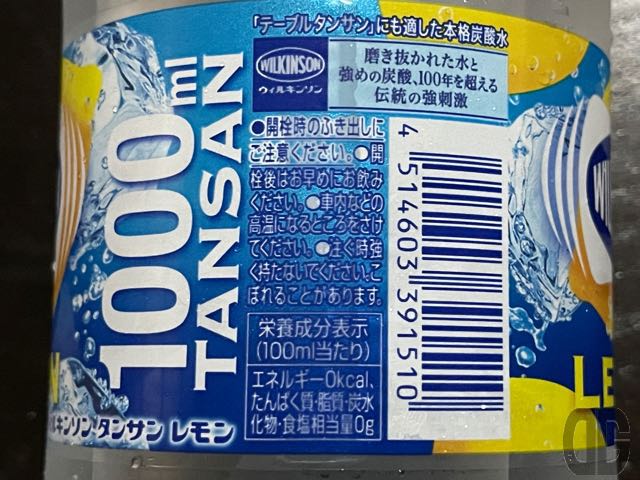 「テーブルタンサン」にも適した本格炭酸水
WILKINSON
ウィルキンソン
磨き抜かれた水と
強めの炭酸、100年を超える
伝統の強刺激
1000ml
TANSAN
●開栓時のふき出しに
ご注意ください。●開
栓後はお早めにお飲み
ください。●車内などの
高温になるところをさけ
てください。●注ぐ時強
く持たないでください。こ
ぼれることがあります。
栄養成分表示
(100ml当たり)
エネルギー0kcal、
たんぱく質・脂質・炭水
化物・食塩相当量0g
4 514603 391510
ルキンソン タンサン レモン
N
WI
LE